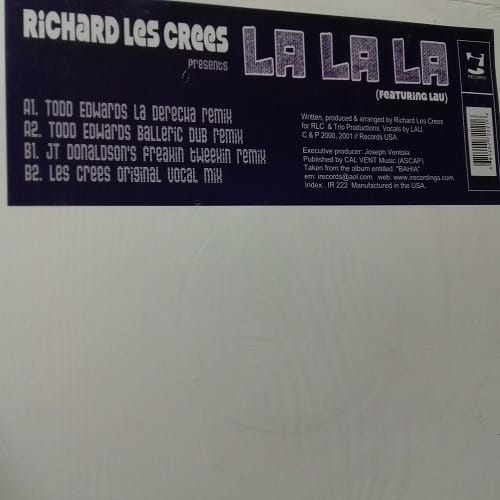 Richard Les Crees
presents
La La La
(Featuring Lau)
A1. Todd Edwards La Derecha Remix
A2. Todd Edwards Balleric Dub Remix
B1. JT Donaldson's Freakin Tweekin Remix
B2. Les Crees Original Vocal Mix
Written, produced & arranged by Richard Les Crees
for RLC & Trio Productions. Vocals by LAU.
C & P 2000, 2001 i! Records USA
Executive producer: Joseph Ventola
Published by CAL VENT Music (ASCAP)
Taken from the album entitled: "BAHIA"
em: irecords@aol.com web: www.irecordings.com
Index: IR 222 Manufactured in the USA.
RECORDS